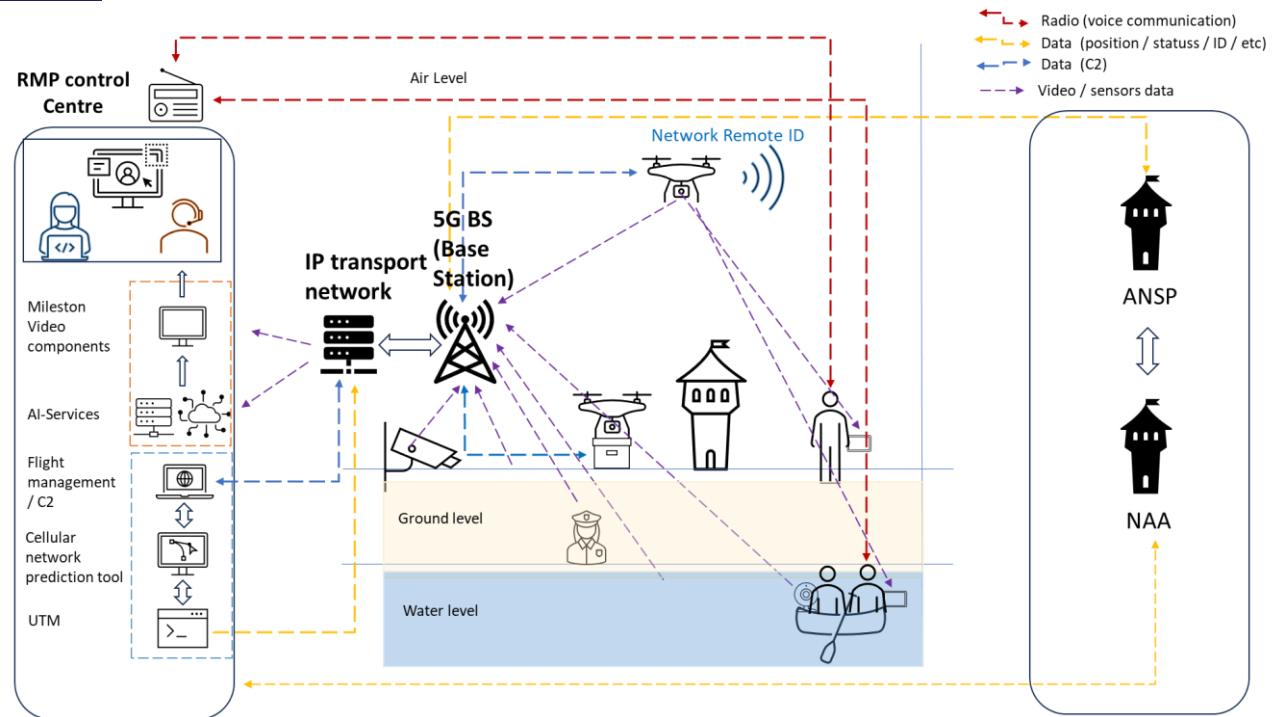 Radio (voice communication)
Data (position / statuss / ID / etc)
Data (C2)
Video / sensors data
RMP control
Centre
Air Level
Network Remote ID
5G BS
(Base
Station)
IP transport
network
Mileston
Video
components
AI-Services
Flight
management
/ C2
Cellular
network
prediction tool
UTM
</>
>_
Ground level
Water level
ANSP
NAA